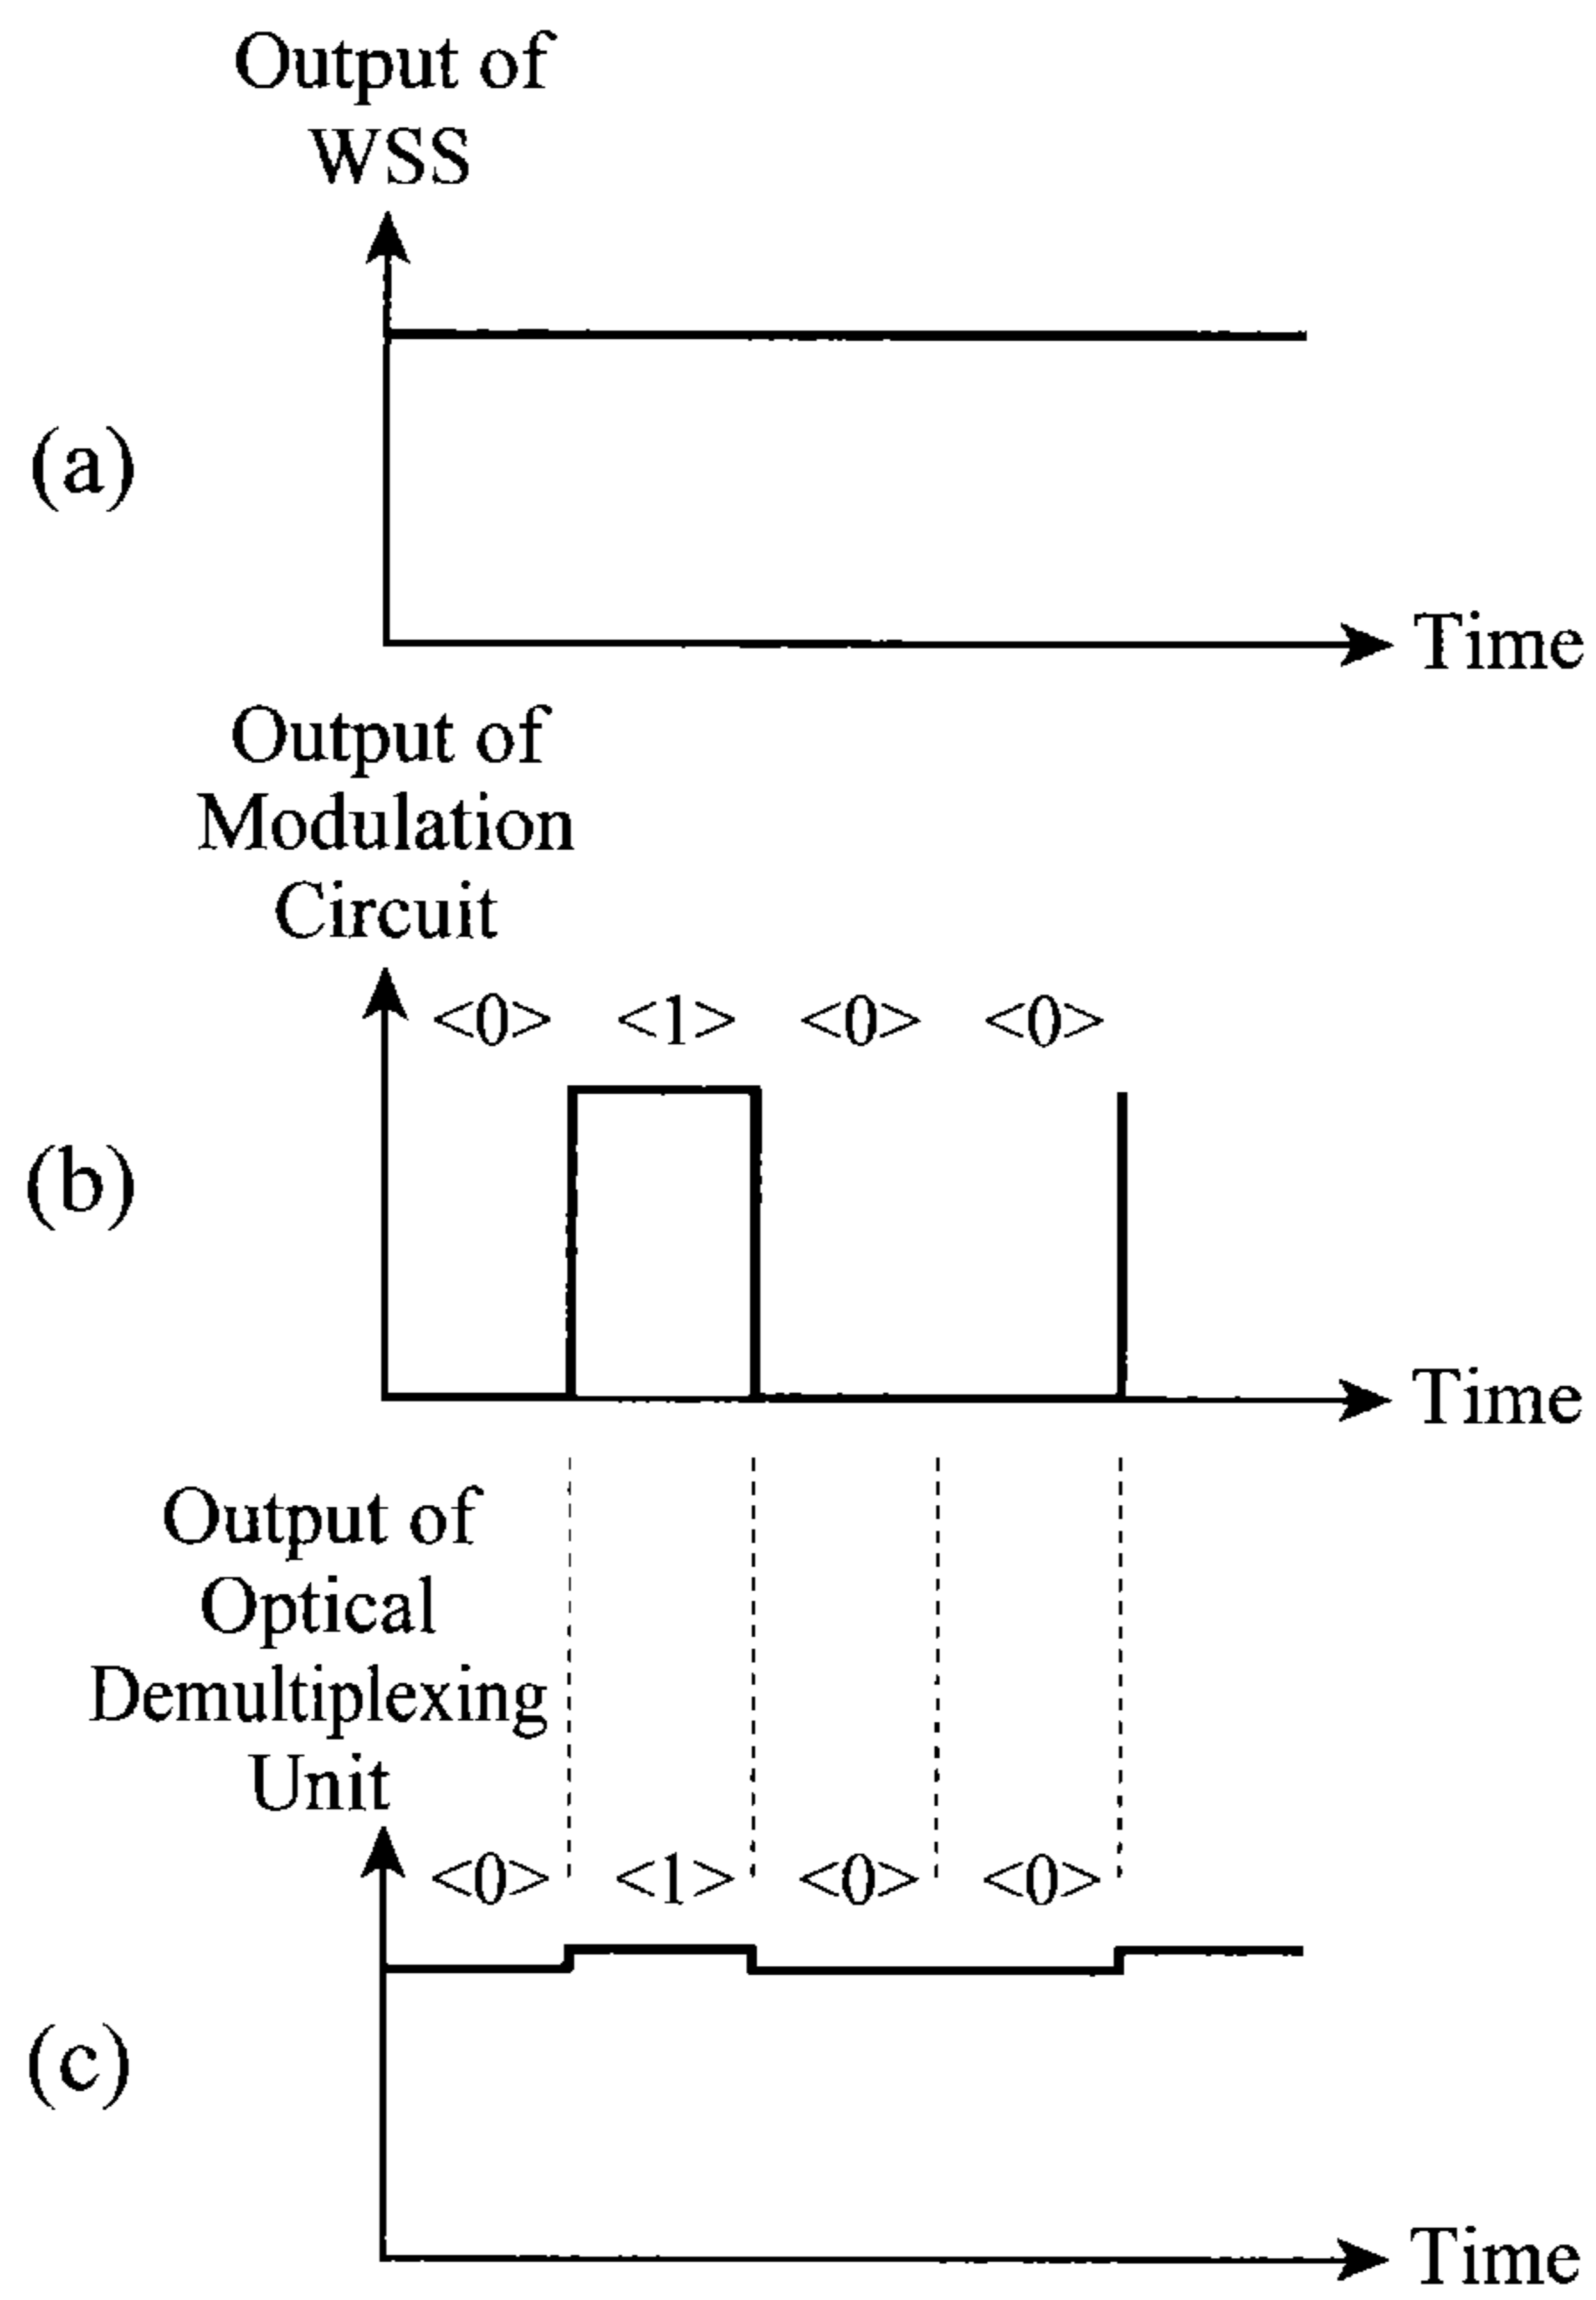 Output of
WSS
(a)
Time
Output of
Modulation
Circuit
<0> <1> <0> <0>
(b)
Time
Output of
Optical
Demultiplexing
Unit
<0> <1> <0> <0>
(c)
Time